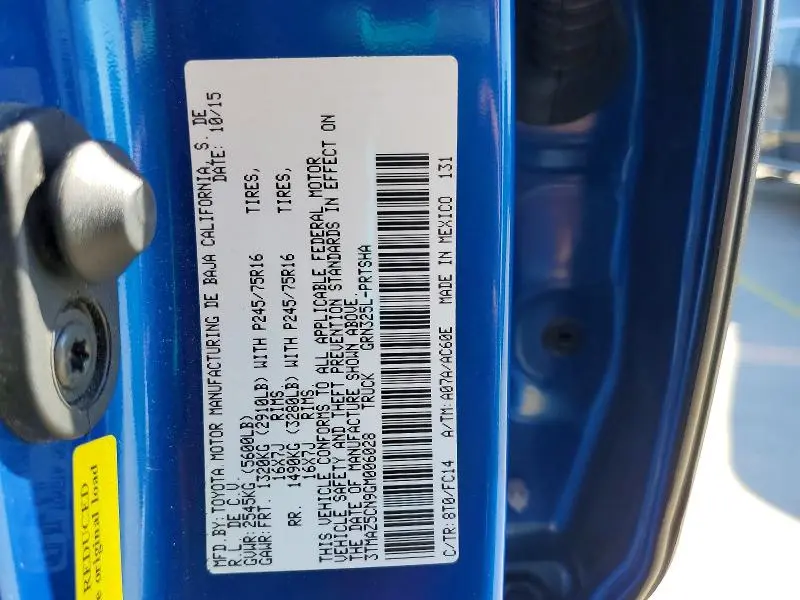 MFD.BY: TOYOTA MOTOR MANUFACTURING DE BAJA CALIFORNIA, S. DE
R.L. DE C.V. DATE: 10/15
GVWR: 2545KG (5600LB)
GAWR: FRT. 1320KG (2910LB) WITH P245/75R16 TIRES,
16X7J RIMS,
RR. 1490KG (3280LB) WITH P245/75R16 TIRES,
16X7J RIMS.
THIS VEHICLE CONFORMS TO ALL APPLICABLE FEDERAL MOTOR
VEHICLE SAFETY AND THEFT PREVENTION STANDARDS IN EFFECT ON
THE DATE OF MANUFACTURE SHOWN ABOVE.
3TMAZ5CN9GM006028 TRUCK GRN325L-PRTSHA
C/TR: 8T0/FC14 A/TM: A07A/AC60E MADE IN MEXICO 131
REDUCED
original load